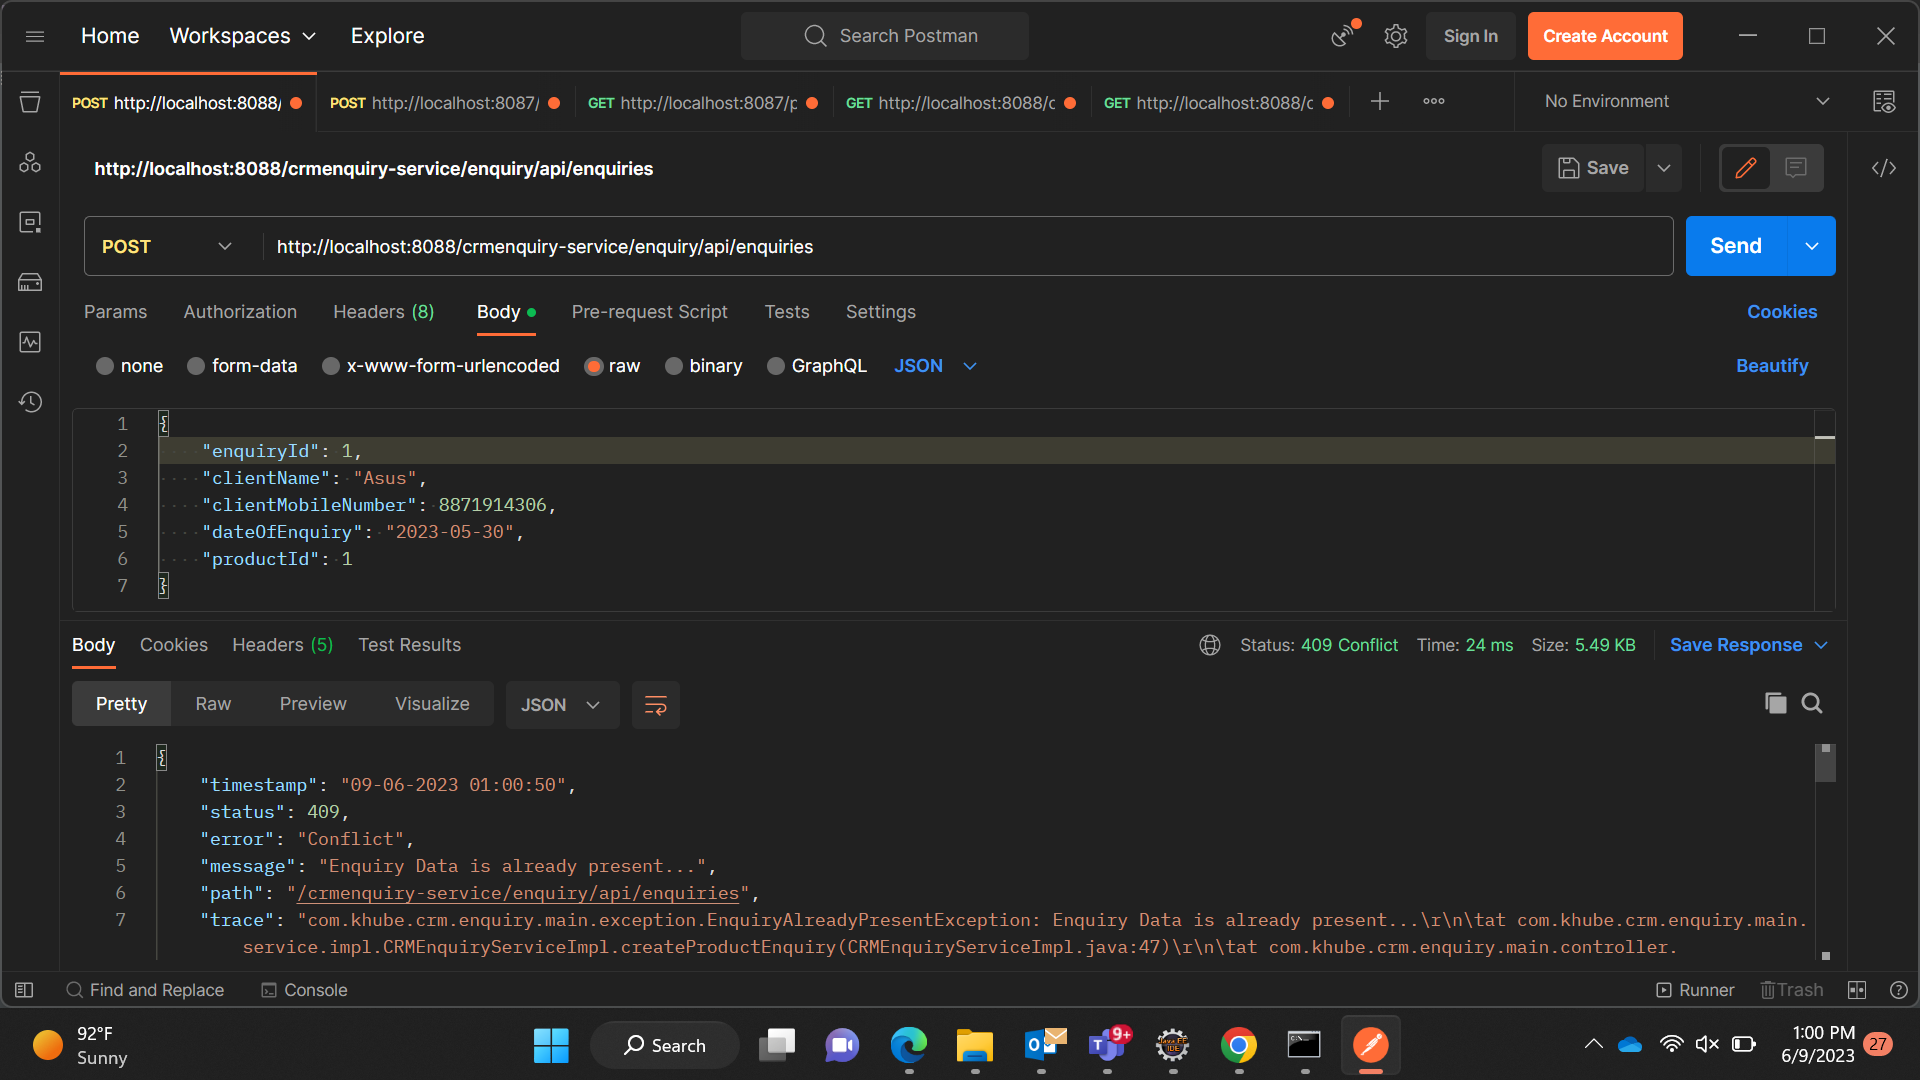 Home Workspaces Explore Search Postman Sign In Create Account
POST http://localhost:8088/ POST http://localhost:8087/ GET http://localhost:8087/p GET http://localhost:8088/c GET http://localhost:8088/c No Environment
http://localhost:8088/crmenquiry-service/enquiry/api/enquiries Save
POST http://localhost:8088/crmenquiry-service/enquiry/api/enquiries Send
Params Authorization Headers (8) Body Pre-request Script Tests Settings Cookies
none form-data x-www-form-urlencoded raw binary GraphQL JSON Beautify
1 {
2 "enquiryId": 1,
3 "clientName": "Asus",
4 "clientMobileNumber": 8871914306,
5 "dateOfEnquiry": "2023-05-30",
6 "productId": 1
7 }
Body Cookies Headers (5) Test Results Status: 409 Conflict Time: 24 ms Size: 5.49 KB Save Response
Pretty Raw Preview Visualize JSON
1 {
2 "timestamp": "09-06-2023 01:00:50",
3 "status": 409,
4 "error": "Conflict",
5 "message": "Enquiry Data is already present...",
6 "path": "/crmenquiry-service/enquiry/api/enquiries",
7 "trace": "com.khube.crm.enquiry.main.exception.EnquiryAlreadyPresentException: Enquiry Data is already present...\r\n\tat com.khube.crm.enquiry.main.
service.impl.CRMEnquiryServiceImpl.createProductEnquiry(CRMEnquiryServiceImpl.java:47)\r\n\tat com.khube.crm.enquiry.main.controller.
Find and Replace Console Runner Trash
92°F
Sunny
Search
9+
Java EE
IDE
1:00 PM
6/9/2023
27